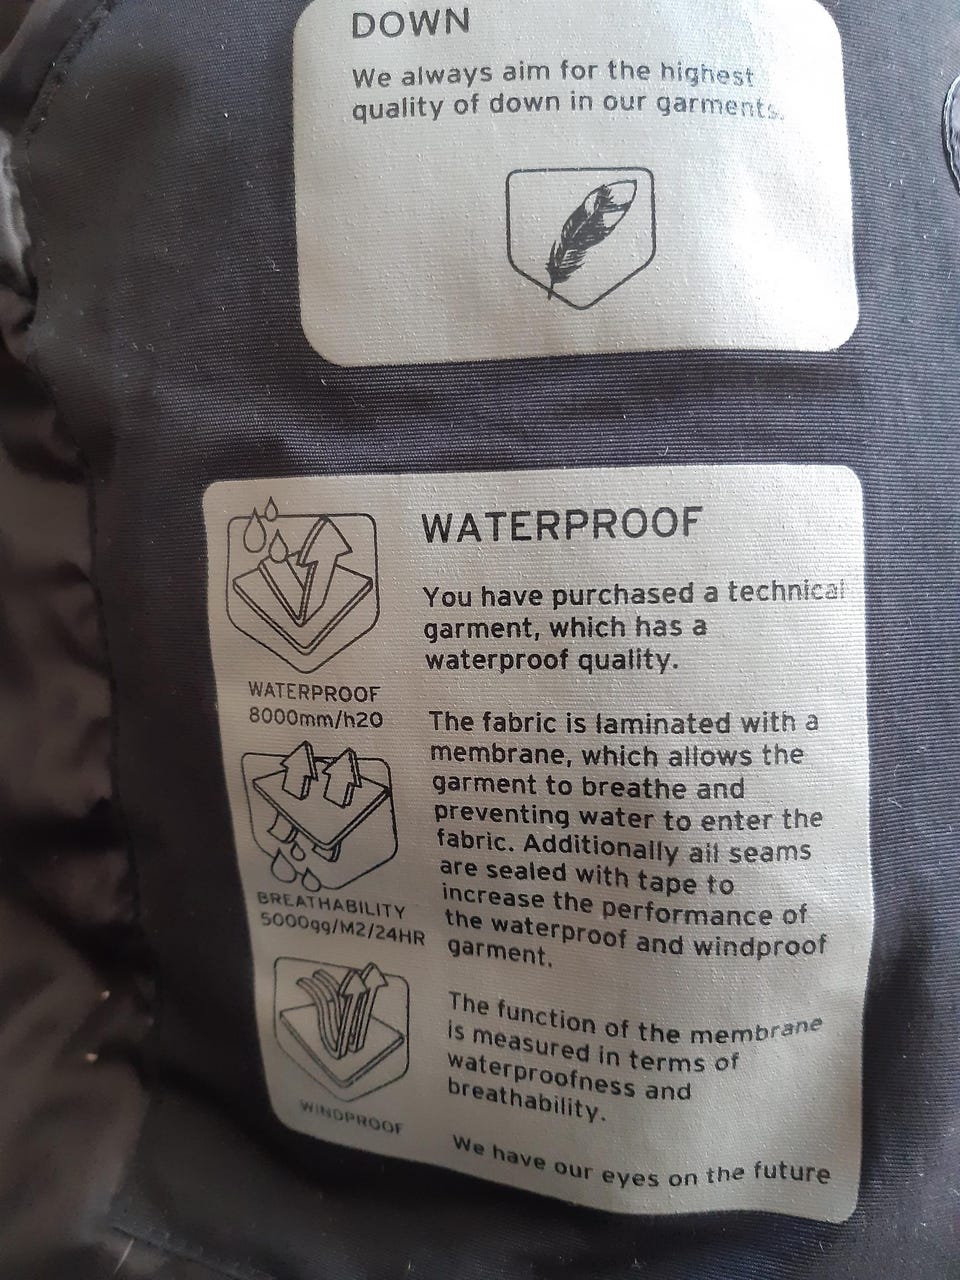 DOWN
We always aim for the highest
quality of down in our garments.
WATERPROOF
8000mm/h20
BREATHABILITY
5000gg/M2/24HR
WINDPROOF
WATERPROOF
You have purchased a technical
garment, which has a
waterproof quality.
The fabric is laminated with a
membrane, which allows the
garment to breathe and
preventing water to enter the
fabric. Additionally all seams
are sealed with tape to
increase the performance of
the waterproof and windproof
garment.
The function of the membrane
is measured in terms of
waterproofness and
breathability.
We have our eyes on the future